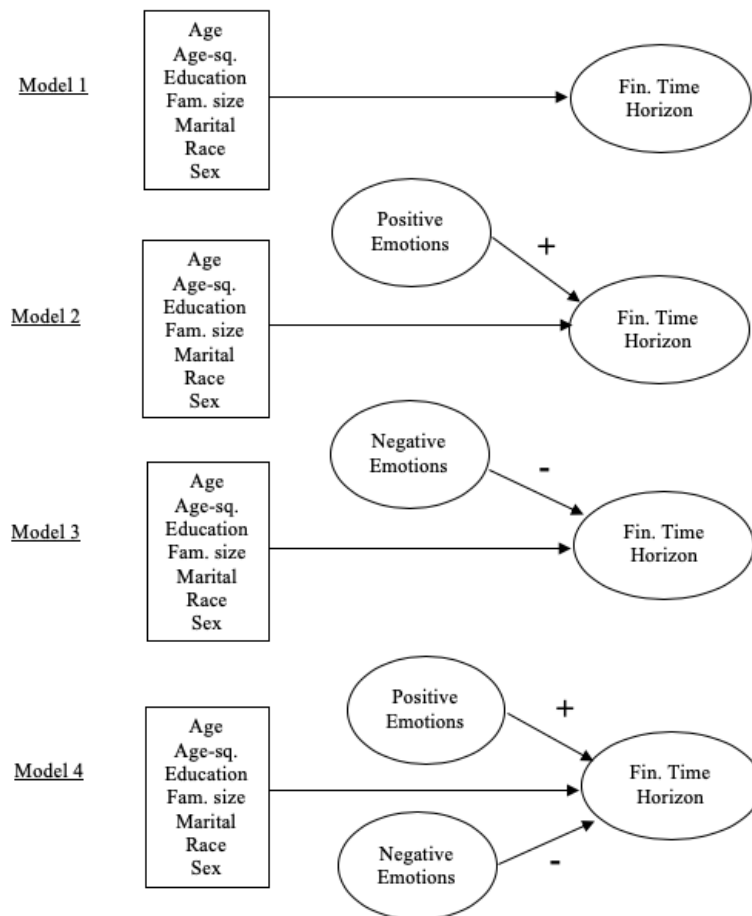 Model 1
Age
Age-sq.
Education
Fam. size
Marital
Race
Sex
Fin. Time
Horizon
Model 2
Age
Age-sq.
Education
Fam. size
Marital
Race
Sex
Positive
Emotions
+
Fin. Time
Horizon
Model 3
Age
Age-sq.
Education
Fam. size
Marital
Race
Sex
Negative
Emotions
-
Fin. Time
Horizon
Model 4
Age
Age-sq.
Education
Fam. size
Marital
Race
Sex
Positive
Emotions
+
Fin. Time
Horizon
Negative
Emotions
-